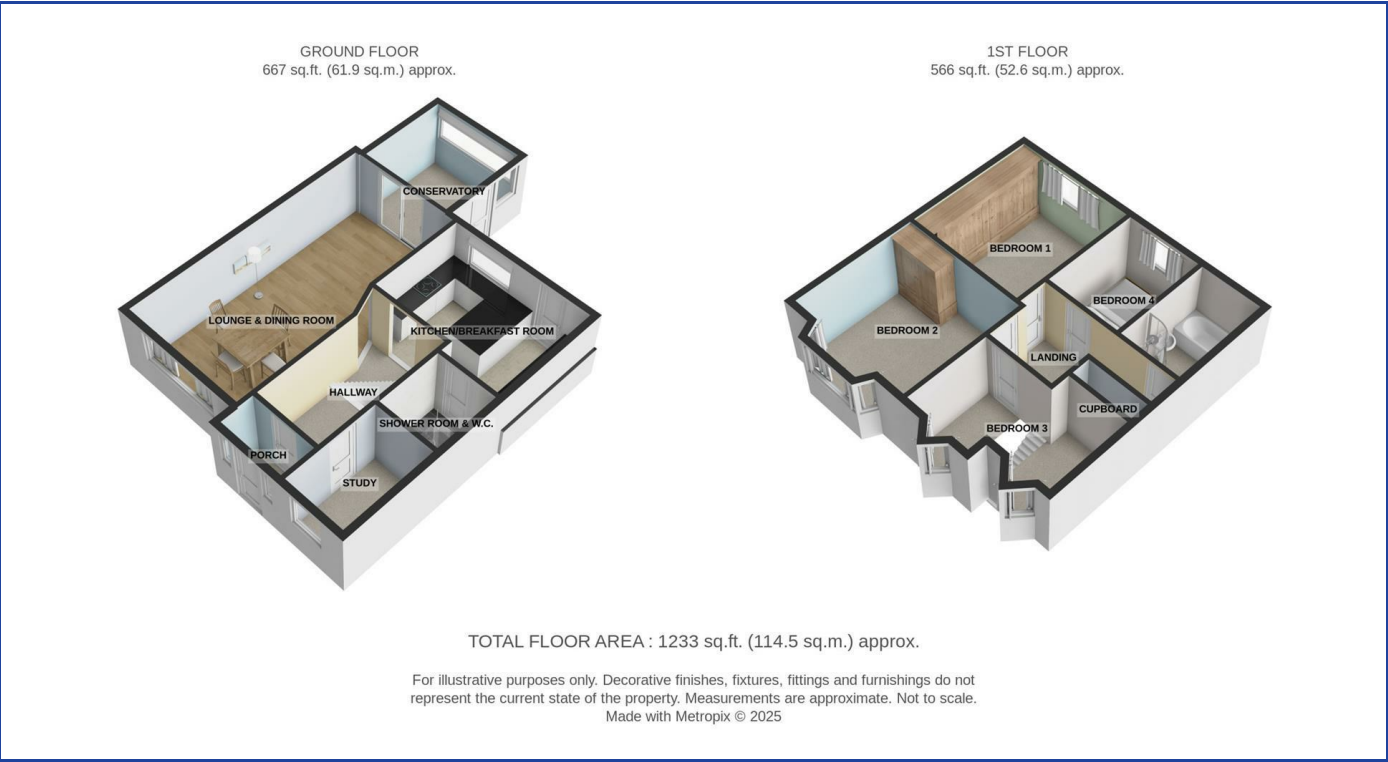 GROUND FLOOR
667 sq.ft. (61.9 sq.m.) approx.
CONSERVATORY
LOUNGE & DINING ROOM
KITCHEN/BREAKFAST ROOM
HALLWAY
SHOWER ROOM & W.C.
PORCH
STUDY
1ST FLOOR
566 sq.ft. (52.6 sq.m.) approx.
BEDROOM 1
BEDROOM 4
BEDROOM 2
LANDING
CUPBOARD
BEDROOM 3
TOTAL FLOOR AREA : 1233 sq.ft. (114.5 sq.m.) approx.
For illustrative purposes only. Decorative finishes, fixtures, fittings and furnishings do not
represent the current state of the property. Measurements are approximate. Not to scale.
Made with Metropix © 2025